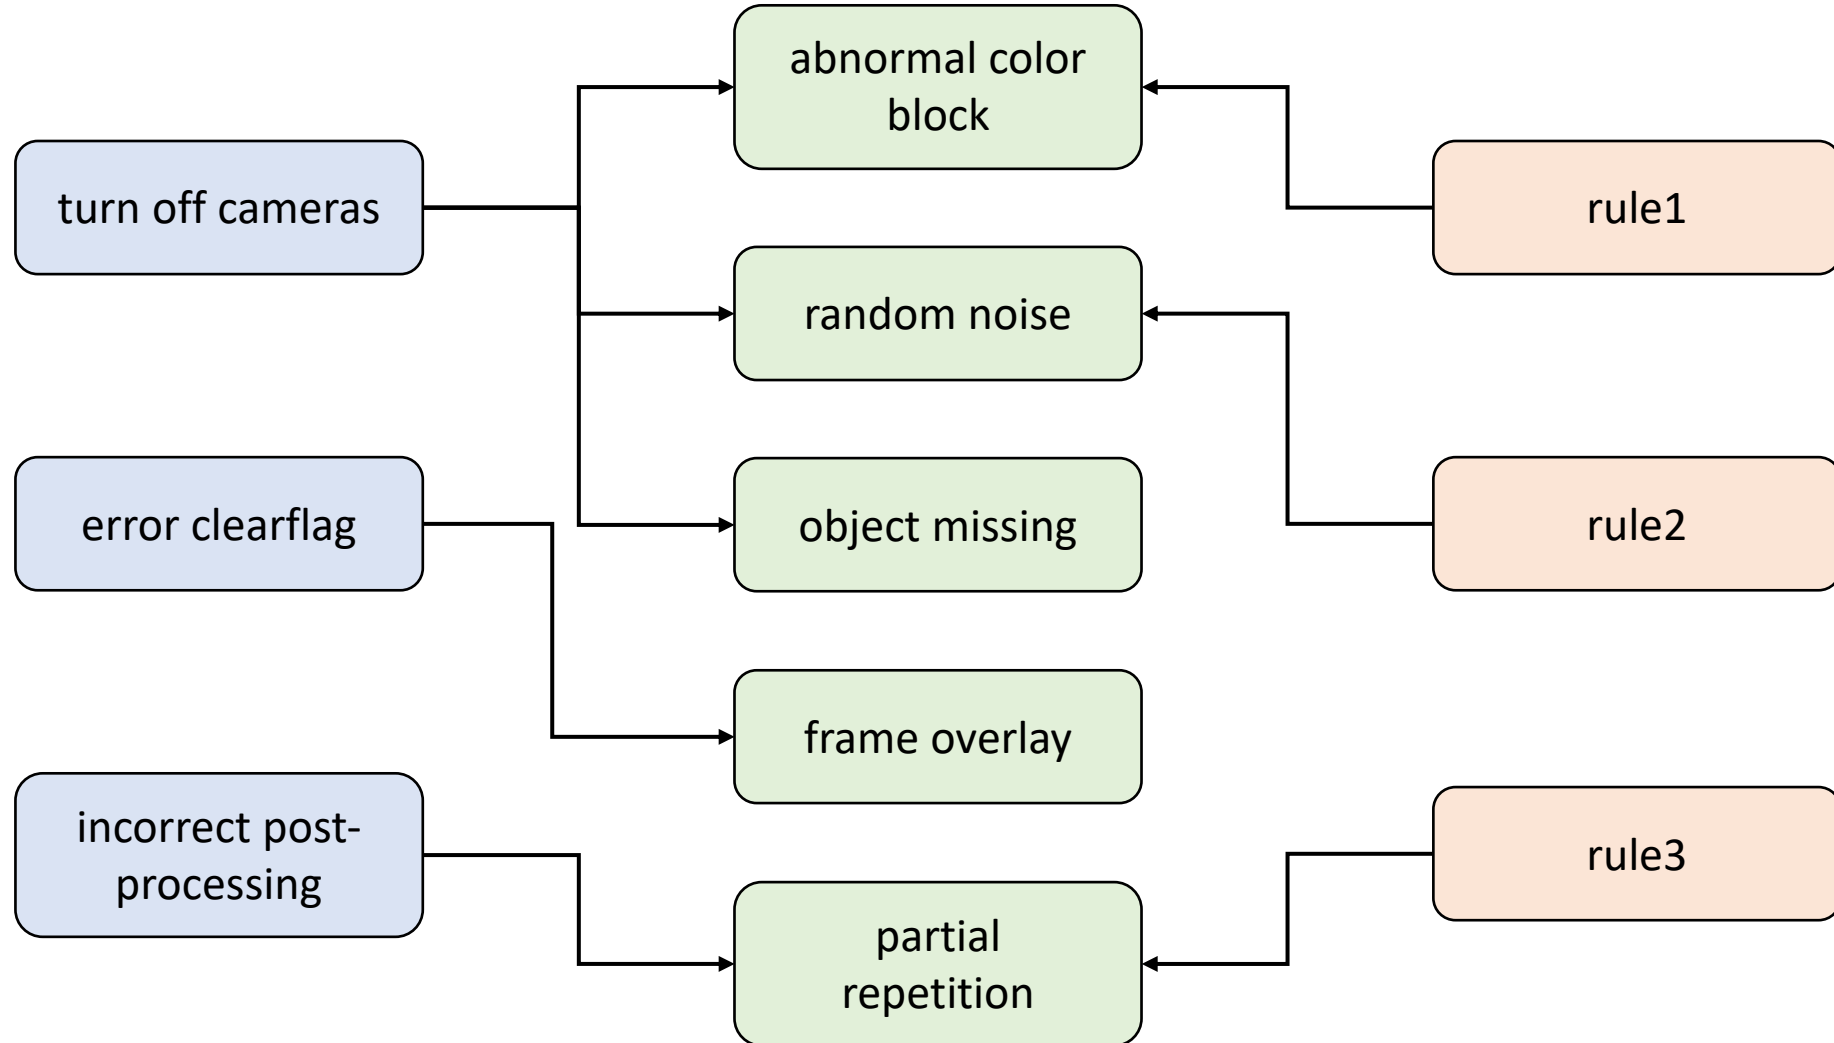 abnormal color
block
turn off cameras
rule1
random noise
error clearflag
object missing
rule2
frame overlay
incorrect post-
processing
rule3
partial
repetition